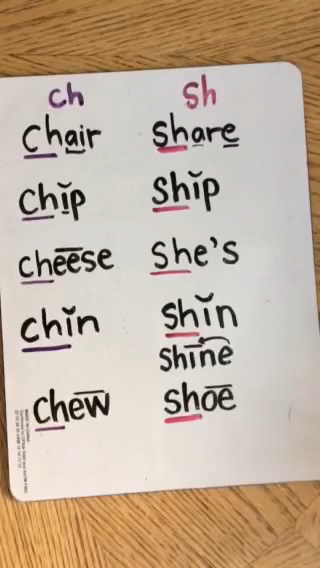 ch sh
chair share
chip ship
cheese she's
chin shin
shine
chew shoe